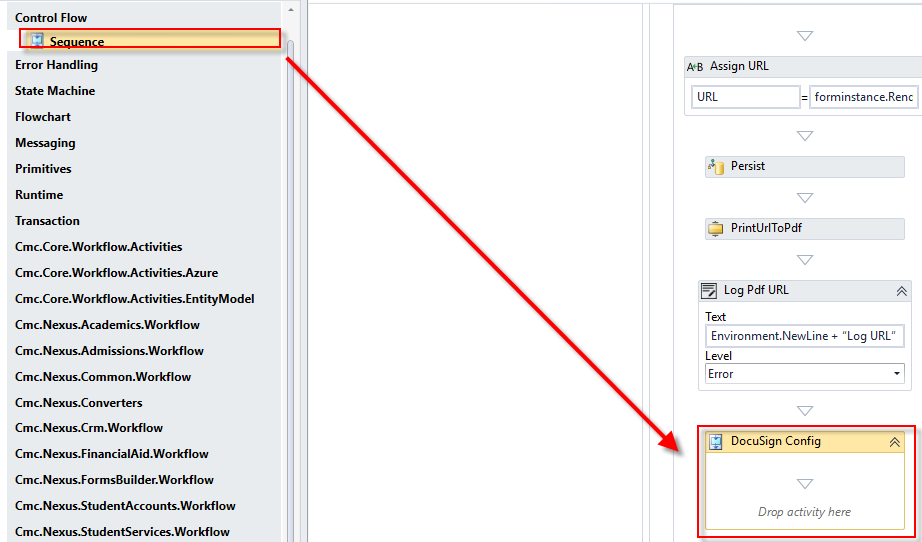 Control Flow
Sequence
Error Handling
State Machine
Flowchart
Messaging
Primitives
Runtime
Transaction
Cmc.Core.Workflow.Activities
Cmc.Core.Workflow.Activities.Azure
Cmc.Core.Workflow.Activities.EntityModel
Cmc.Nexus.Academics.Workflow
Cmc.Nexus.Admissions.Workflow
Cmc.Nexus.Common.Workflow
Cmc.Nexus.Converters
Cmc.Nexus.Crm.Workflow
Cmc.Nexus.FinancialAid.Workflow
Cmc.Nexus.FormsBuilder.Workflow
Cmc.Nexus.StudentAccounts.Workflow
Cmc.Nexus.StudentServices.Workflow
A+B Assign URL
URL = forminstance.Renc
Persist
PrintUrlToPdf
Log Pdf URL
Text
Environment.NewLine + "Log URL"
Level
Error
DocuSign Config
Drop activity here